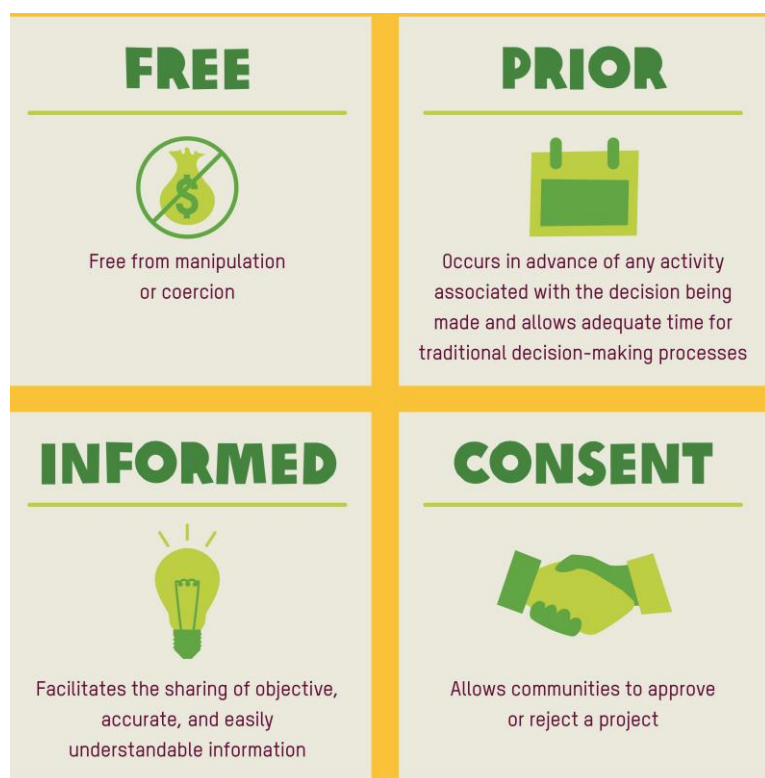 FREE
$
Free from manipulation
or coercion
PRIOR
Occurs in advance of any activity
associated with the decision being
made and allows adequate time for
traditional decision-making processes
INFORMED
Facilitates the sharing of objective,
accurate, and easily
understandable information
CONSENT
Allows communities to approve
or reject a project